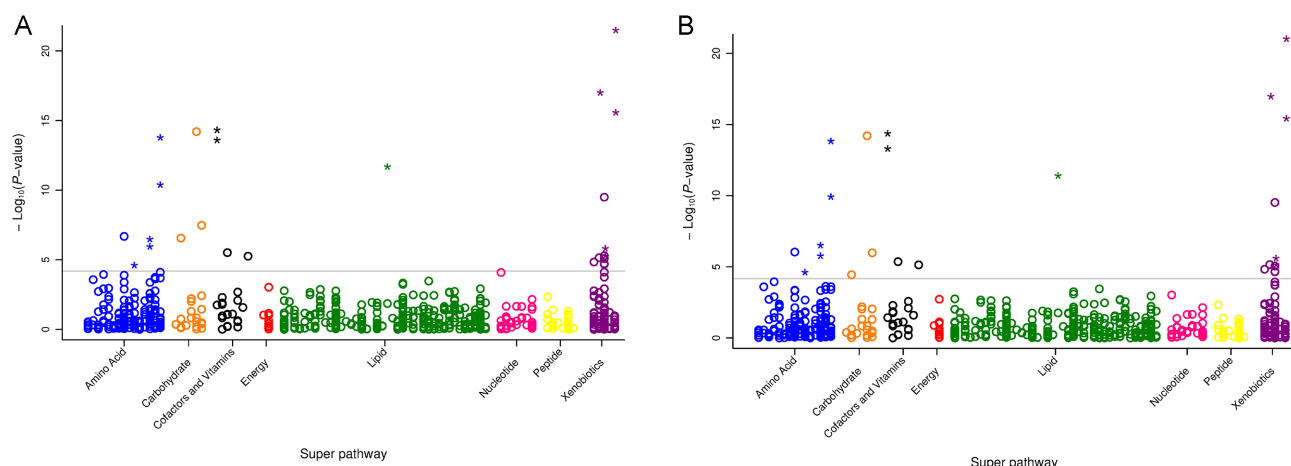 A
− Log10(P−value)
20
15
10
5
0
Amino Acid
Carbohydrate
Cofactors and Vitamins
Energy
Lipid
Nucleotide
Peptide
Xenobiotics
Super pathway
B
− Log10(P−value)
20
15
10
5
0
Amino Acid
Carbohydrate
Cofactors and Vitamins
Energy
Lipid
Nucleotide
Peptide
Xenobiotics
Super pathway